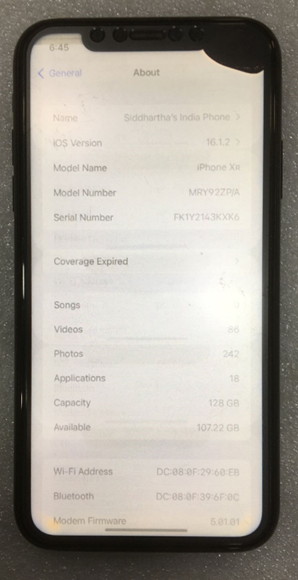 6:45
General About
Name Siddhartha's India Phone
iOS Version 16.1.2
Model Name iPhone XR
Model Number MRY92ZP/A
Serial Number
Coverage Expired
Songs
Videos 66
Photos 242
Applications 18
Capacity 128 GB
Available 107.22 GB
Wi-Fi Address DC:08:0F:29:60:EB
Bluetooth DC:08:0F:39:6F:0C
Modem Firmware 5.01.01